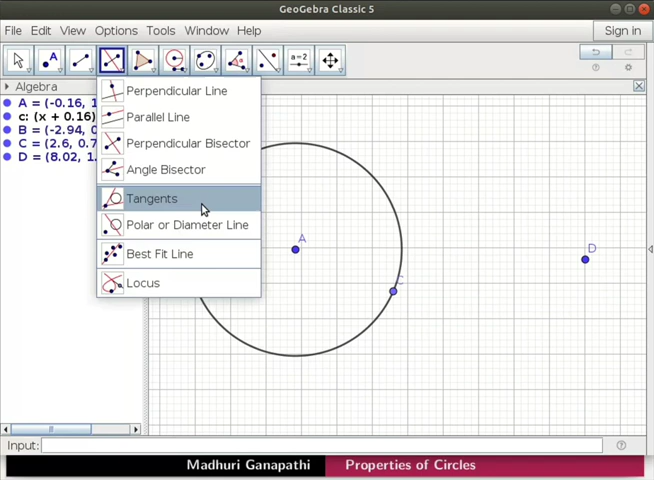 GeoGebra Classic 5
File Edit View Options Tools Window Help Sign in
A a=2
Algebra
A = (-0.16, 1
c: (x + 0.16)
B = (-2.94, 0
C = (2.6, 0.7
D = (8.02, 1.
Perpendicular Line
Parallel Line
Perpendicular Bisector
Angle Bisector
Tangents
Polar or Diameter Line
Best Fit Line
Locus
A
D
C
Input:
Madhuri Ganapathi Properties of Circles